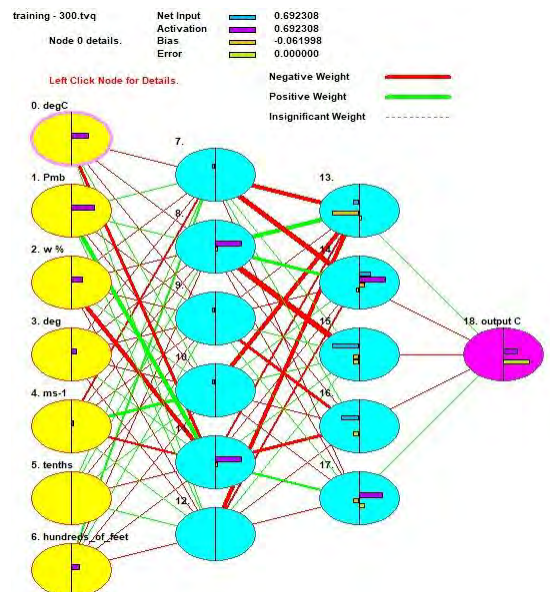 training - 300.tvq
Net Input 0.692308
Activation 0.692308
Node 0 details.
Bias -0.061998
Error 0.000000
Left Click Node for Details.
Negative Weight
Positive Weight
Insignificant Weight
0. degC
1. Pmb
2. w %
3. deg
4. ms-1
5. tenths
6. hundreds_of_feet
7.
8.
9.
10.
12.
13.
14.
15.
16.
17.
18. output C